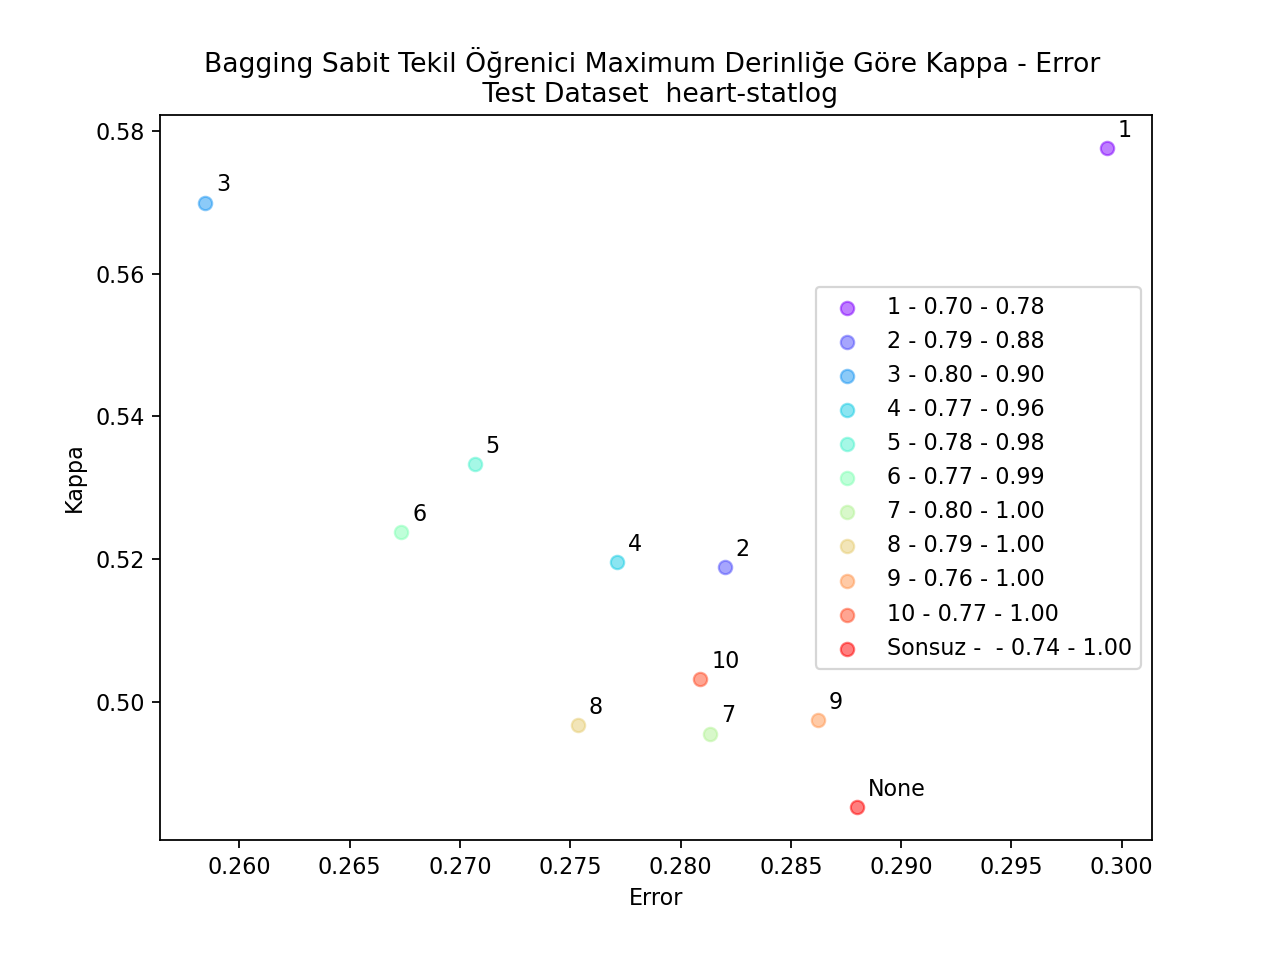 Bagging Sabit Tekil Öğrenici Maximum Derinliğe Göre Kappa - Error
Test Dataset  heart-statlog
Kappa
0.58
0.56
0.54
0.52
0.50
1
3
5
6
4
2
10
8
7
9
None
1 - 0.70 - 0.78
2 - 0.79 - 0.88
3 - 0.80 - 0.90
4 - 0.77 - 0.96
5 - 0.78 - 0.98
6 - 0.77 - 0.99
7 - 0.80 - 1.00
8 - 0.79 - 1.00
9 - 0.76 - 1.00
10 - 0.77 - 1.00
Sonsuz -  - 0.74 - 1.00
0.260 0.265 0.270 0.275 0.280 0.285 0.290 0.295 0.300
Error